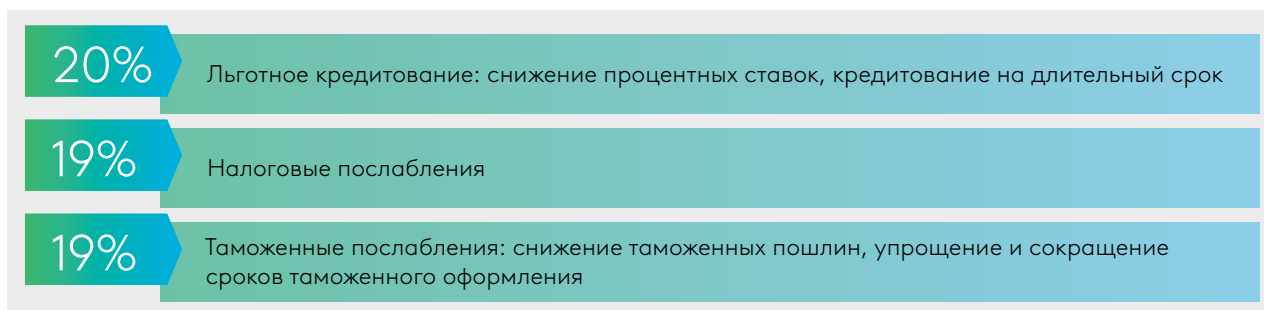 20%
Льготное кредитование: снижение процентных ставок, кредитование на длительный срок
19%
Налоговые послабления
19%
Таможенные послабления: снижение таможенных пошлин, упрощение и сокращение
сроков таможенного оформления